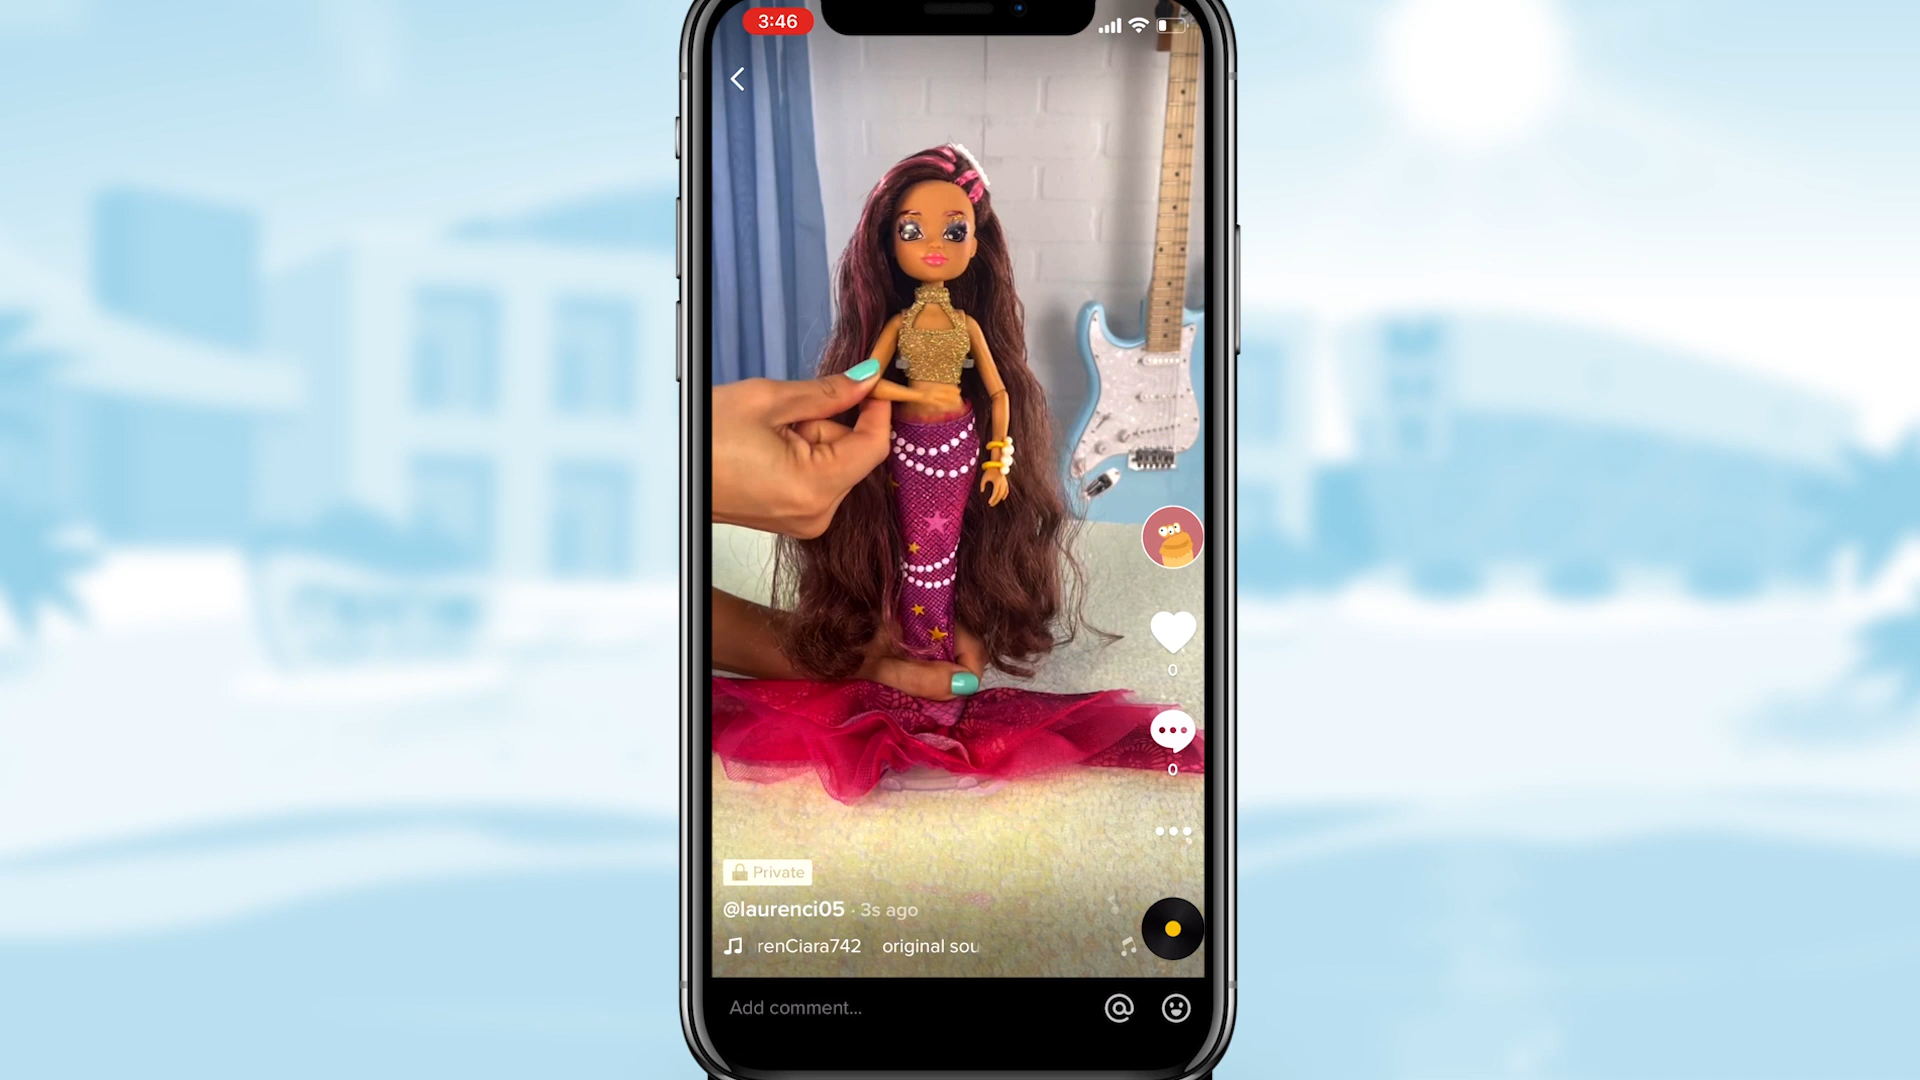 3:46
0
0
Private
@laurenci05 · 3s ago
renCiara742 original sou
Add comment...